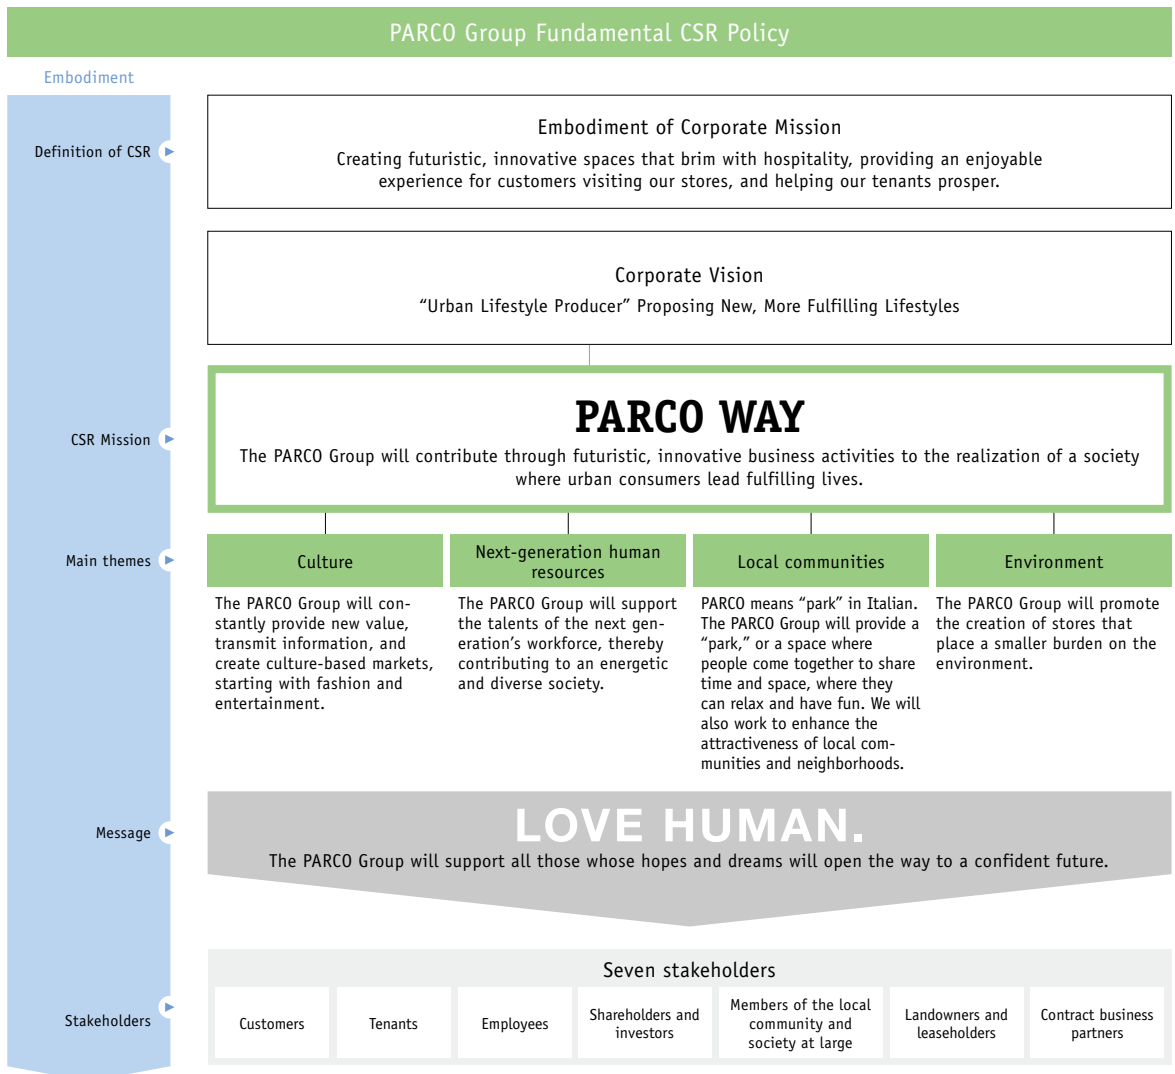 PARCO Group Fundamental CSR Policy
Embodiment
Definition of CSR
Embodiment of Corporate Mission
Creating futuristic, innovative spaces that brim with hospitality, providing an enjoyable
experience for customers visiting our stores, and helping our tenants prosper.
Corporate Vision
“Urban Lifestyle Producer” Proposing New, More Fulfilling Lifestyles
CSR Mission
PARCO WAY
The PARCO Group will contribute through futuristic, innovative business activities to the realization of a society
where urban consumers lead fulfilling lives.
Main themes
Culture
The PARCO Group will con-
stantly provide new value,
transmit information, and
create culture-based markets,
starting with fashion and
entertainment.
Next-generation human
resources
The PARCO Group will support
the talents of the next gen-
eration’s workforce, thereby
contributing to an energetic
and diverse society.
Local communities
PARCO means “park” in Italian.
The PARCO Group will provide a
“park,” or a space where
people come together to share
time and space, where they
can relax and have fun. We will
also work to enhance the
attractiveness of local com-
munities and neighborhoods.
Environment
The PARCO Group will promote
the creation of stores that
place a smaller burden on the
environment.
Message
LOVE HUMAN.
The PARCO Group will support all those whose hopes and dreams will open the way to a confident future.
Stakeholders
Seven stakeholders
Customers
Tenants
Employees
Shareholders and
investors
Members of the local
community and
society at large
Landowners and
leaseholders
Contract business
partners